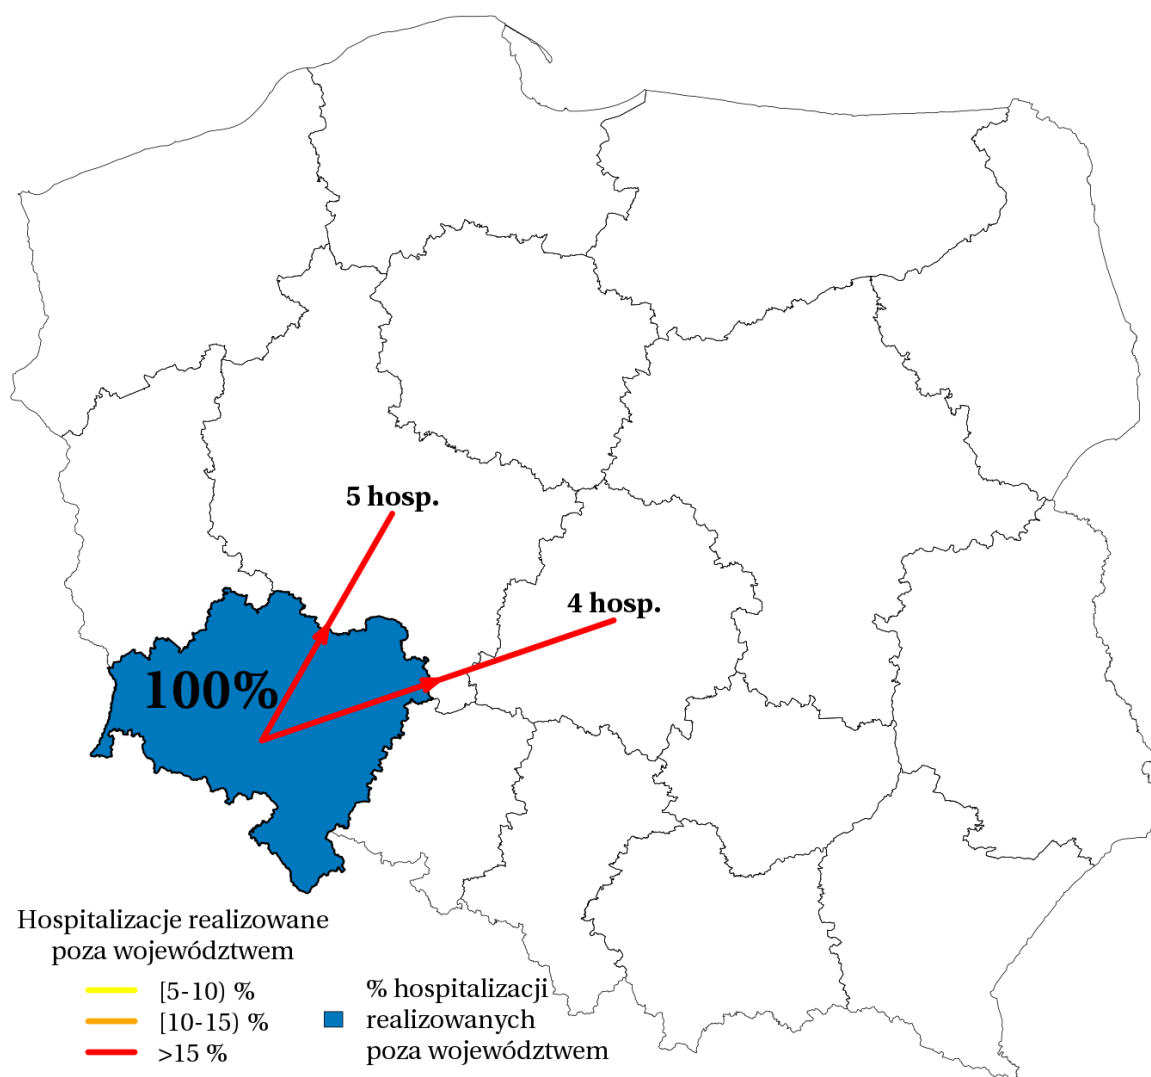 5 hosp.
4 hosp.
100%
Hospitalizacje realizowane
poza województwem
[5-10) %
[10-15) %
>15 %
% hospitalizacji
realizowanych
poza województwem